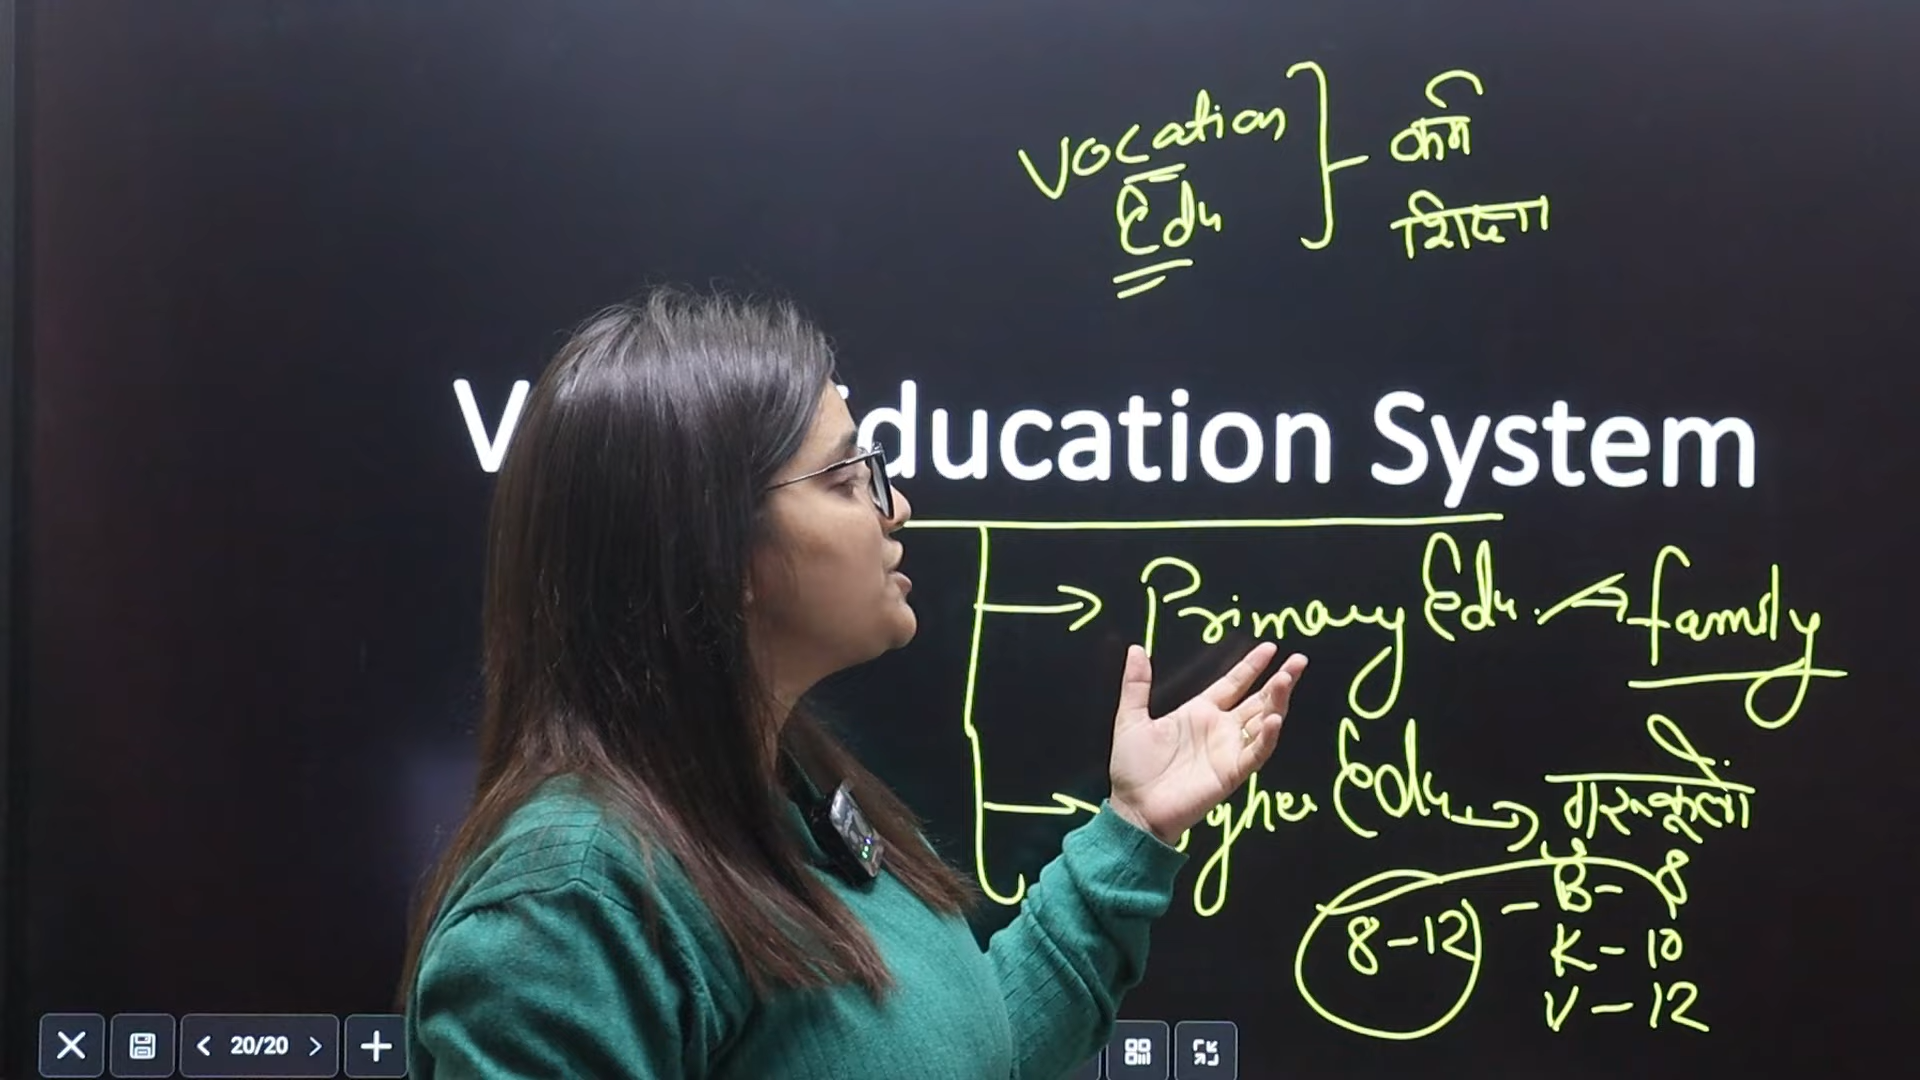 Vocation
Edu
कर्म
शिक्षा
V Education System
Primary Edu. family
Edu.
8-12 - B - 8
K - 10
V - 12
20/20